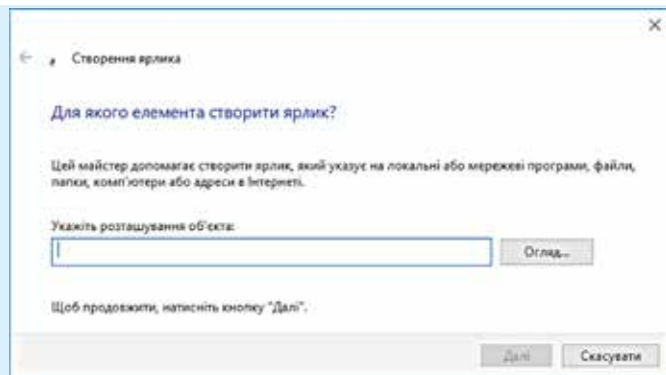 Створення ярлика
Для якого елемента створити ярлик?
Цей майстер допомагає створити ярлик, який указує на локальні або мережеві програми, файли,
папки, комп'ютери або адреси в Інтернеті.
Укажіть розташування об'єкта:
Огляд...
Щоб продовжити, натисніть кнопку "Далі".
Далі
Скасувати